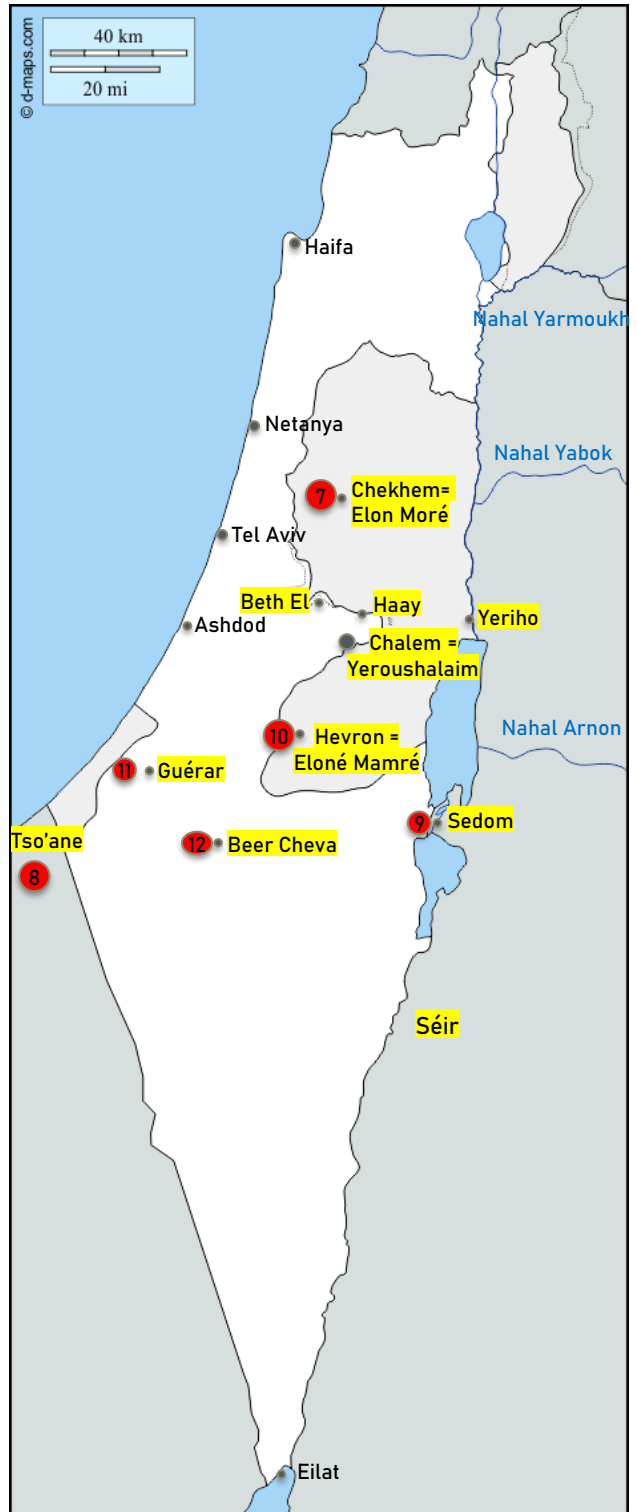 © d-maps.com
40 km
20 mi
Haifa
Nahal Yarmoukh
Netanya
Nahal Yabok
7
Chekhem=
Elon Moré
Tel Aviv
Beth El
Haay
Yeriho
Ashdod
Chalem =
Yeroushalaim
Nahal Arnon
10
Hevron =
Eloné Mamré
11
Guérar
9
Sedom
Tso'ane
12
Beer Cheva
8
Séir
Eilat